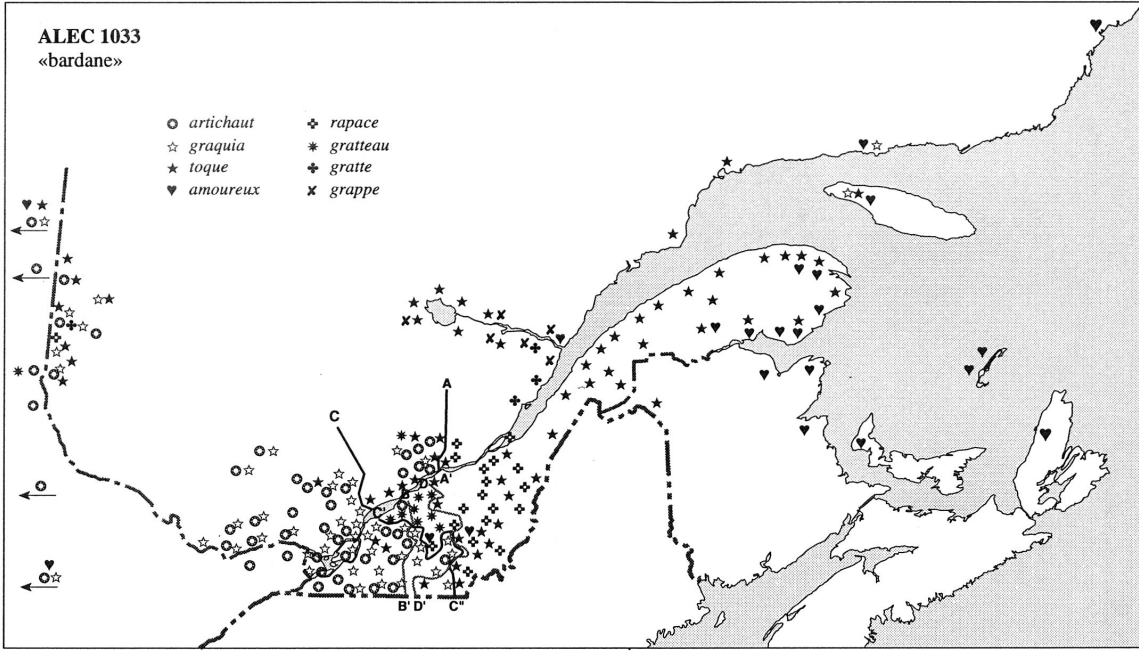 ALEC 1033
«bardane»
artichaut
graquia
toque
amoureux
rapace
gratteau
gratte
grappe
A
C
D
A'
B' D' C"